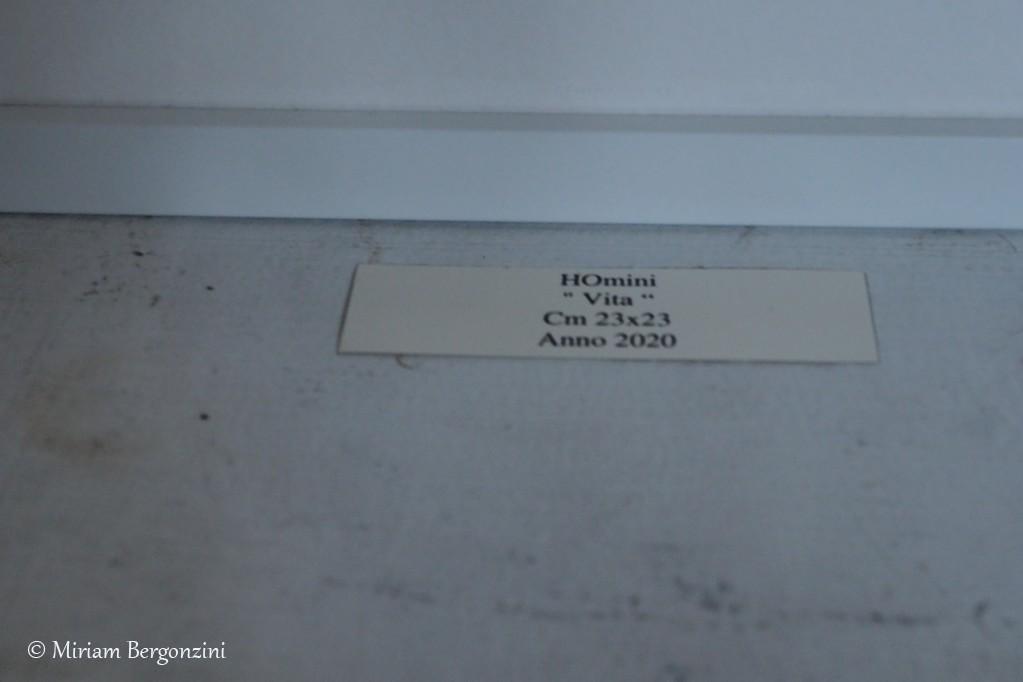 HOmini
" Vita “
Cm 23x23
Anno 2020
© Miriam Bergonzini